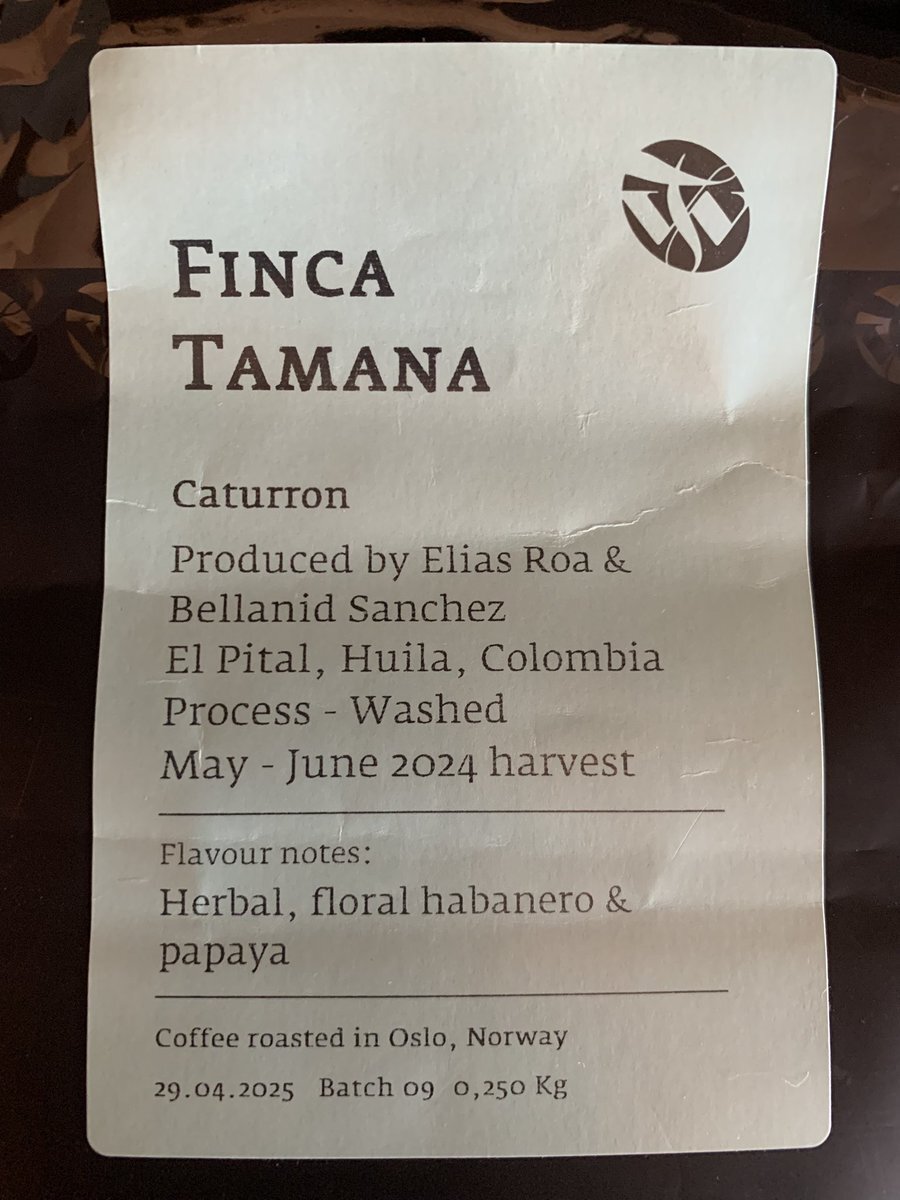 Finca
Tamana
Caturron
Produced by Elias Roa &
Bellanid Sanchez
El Pital, Huila, Colombia
Process - Washed
May - June 2024 harvest
Flavour notes:
Herbal, floral habanero &
papaya
Coffee roasted in Oslo, Norway
29.04.2025 Batch 09 0,250 Kg